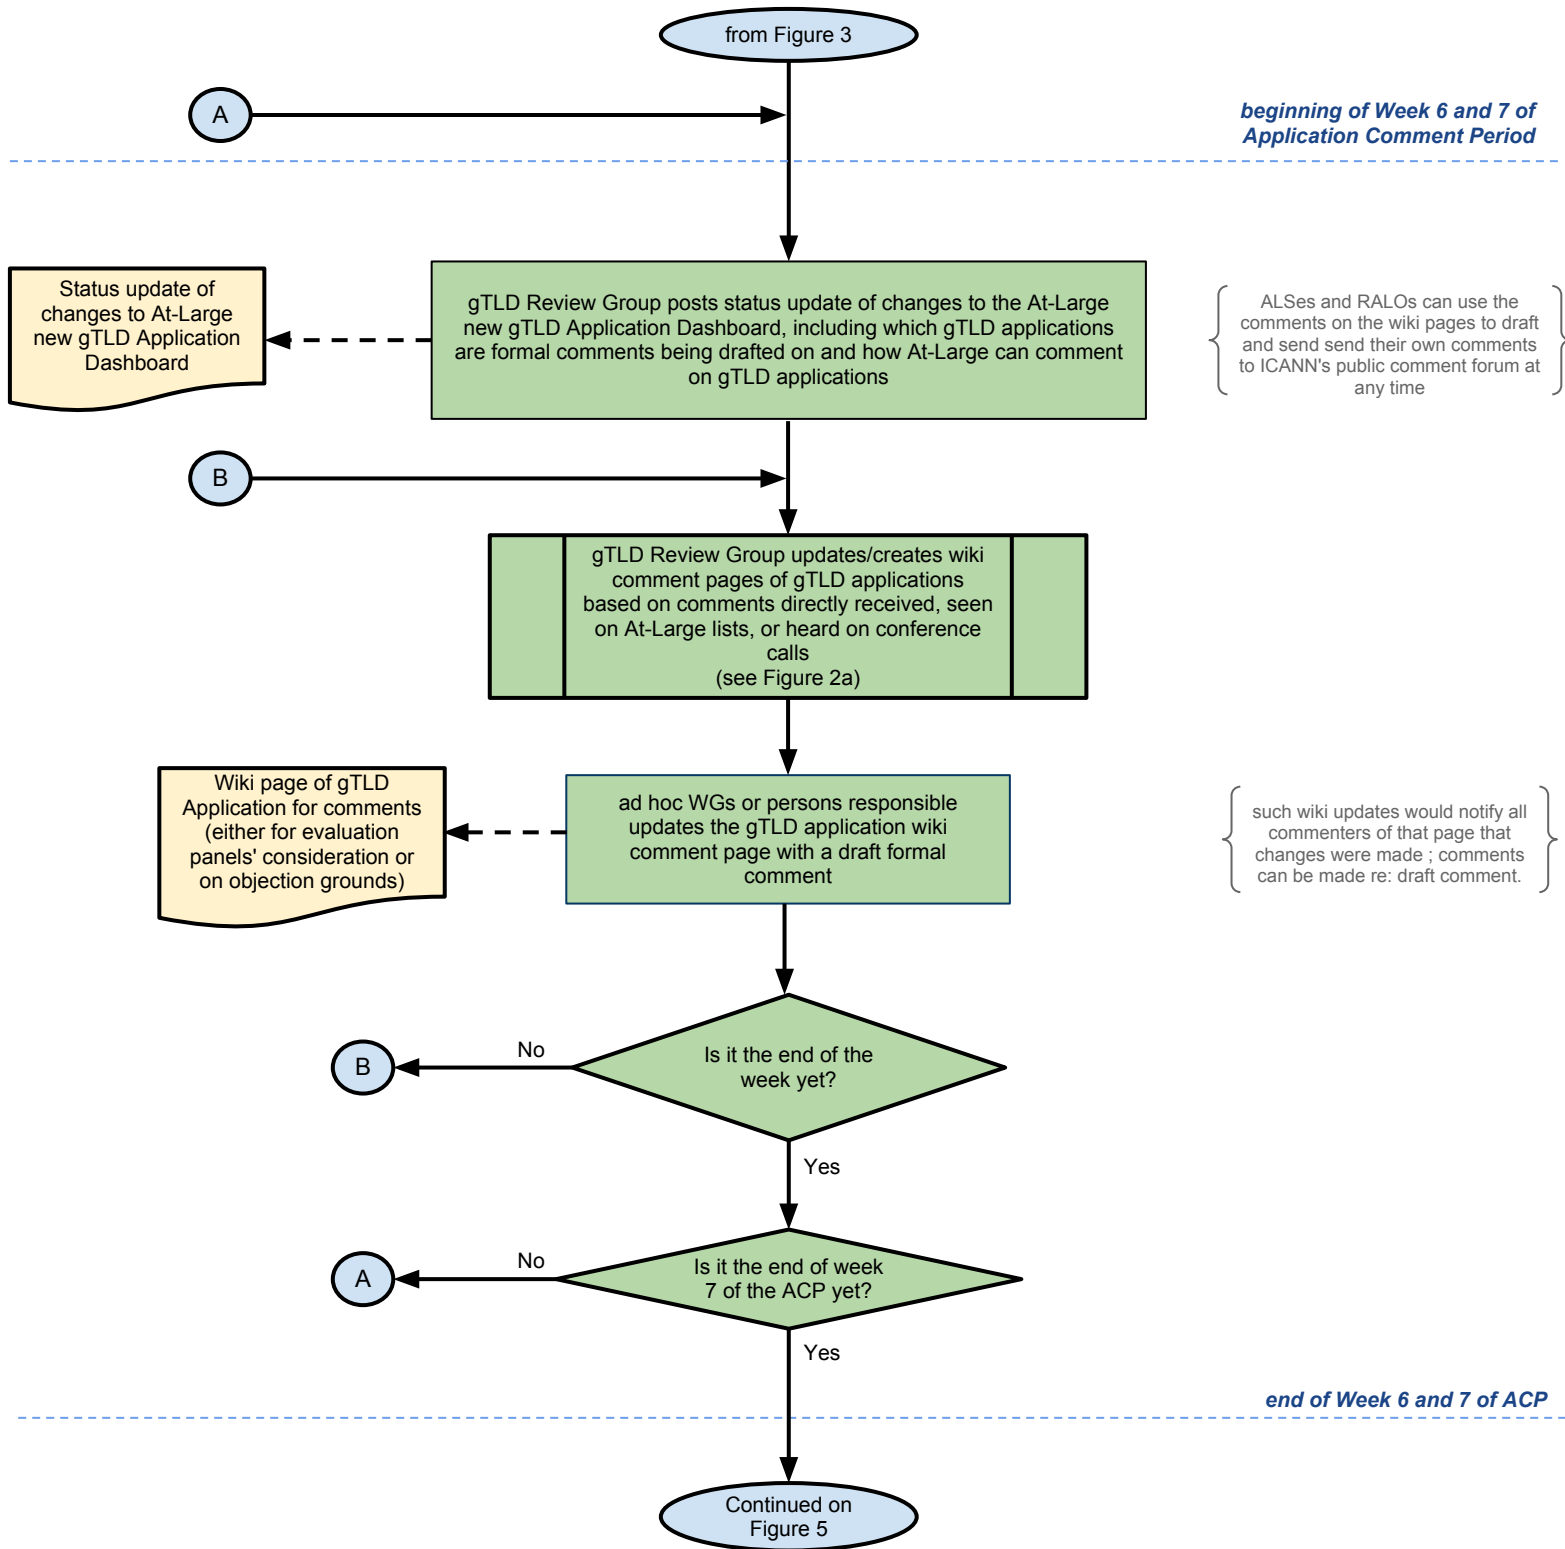 from Figure 3
A
beginning of Week 6 and 7 of
Application Comment Period
Status update of
changes to At-Large
new gTLD Application
Dashboard
gTLD Review Group posts status update of changes to the At-Large
new gTLD Application Dashboard, including which gTLD applications
are formal comments being drafted on and how At-Large can comment
on gTLD applications
ALSes and RALOs can use the
comments on the wiki pages to draft
and send send their own comments
to ICANN's public comment forum at
any time
B
gTLD Review Group updates/creates wiki
comment pages of gTLD applications
based on comments directly received, seen
on At-Large lists, or heard on conference
calls
(see Figure 2a)
Wiki page of gTLD
Application for comments
(either for evaluation
panels' consideration or
on objection grounds)
ad hoc WGs or persons responsible
updates the gTLD application wiki
comment page with a draft formal
comment
such wiki updates would notify all
commenters of that page that
changes were made ; comments
can be made re: draft comment.
Is it the end of the
week yet?
No
B
Yes
Is it the end of week
7 of the ACP yet?
No
A
Yes
end of Week 6 and 7 of ACP
Continued on
Figure 5